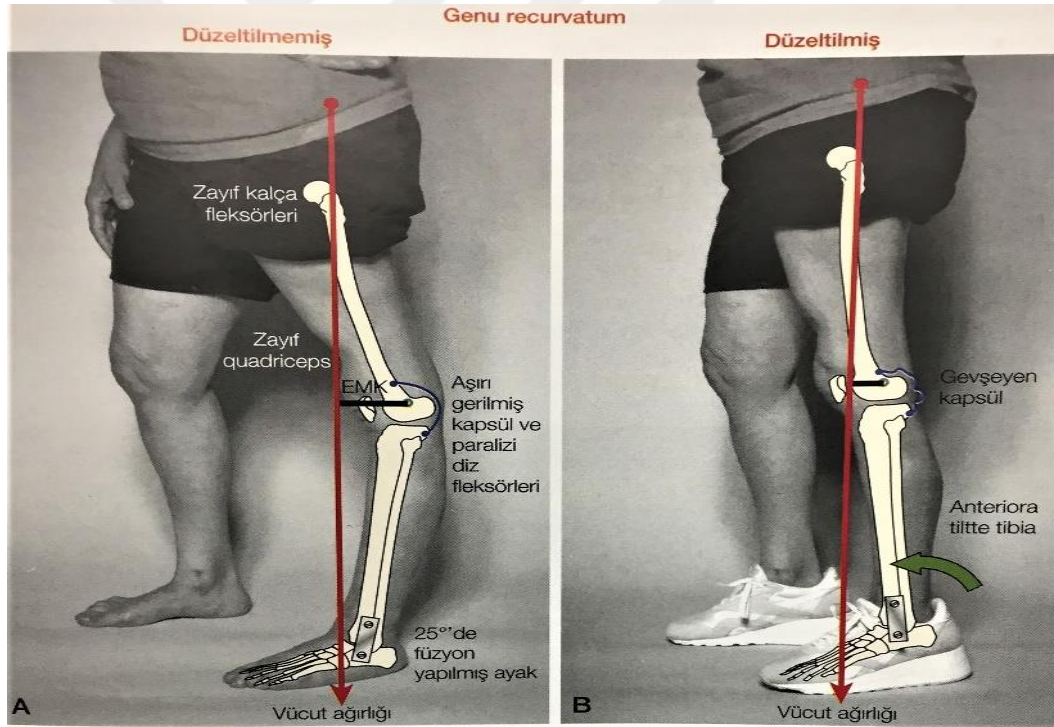 Genu recurvatum
Düzeltilmemiş
Düzeltilmiş
Zayıf kalça
fleksörleri
Zayıf
quadriceps
EMK
Aşırı
gerilmiş
kapsül ve
paralizi
diz
fleksörleri
25°'de
füzyon
yapılmış ayak
A
Vücut ağırlığı
Gevşeyen
kapsül
Anteriora
tiltte tibia
B
Vücut ağırlığı